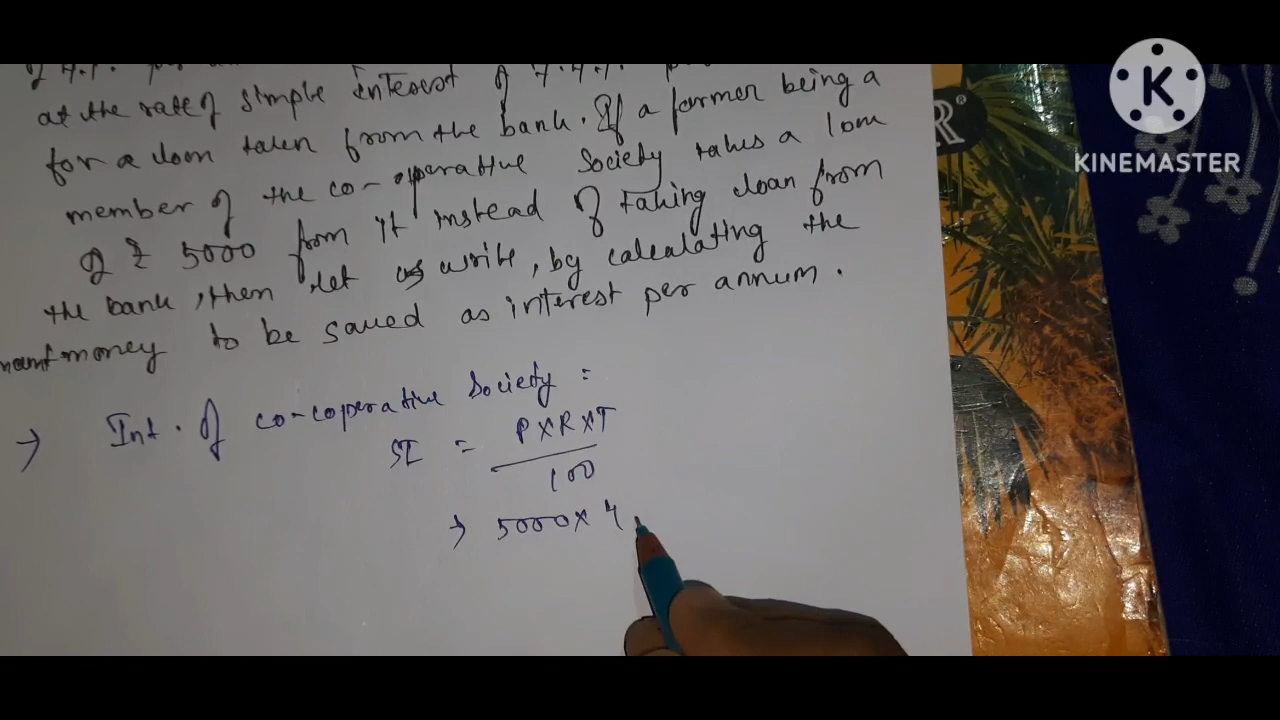 at the rate of simple interest of 7.4%
for a loan taken from the bank. If a farmer being a
member of the co-operative society takes a loan
of ₹ 5000 from it instead of taking loan from
the bank, then let us write, by calculating the
money to be saved as interest per annum.
→ Int. of co-coperative Society =
SI = P×R×T
100
→ 5000× 4
R
K
KINEMASTER